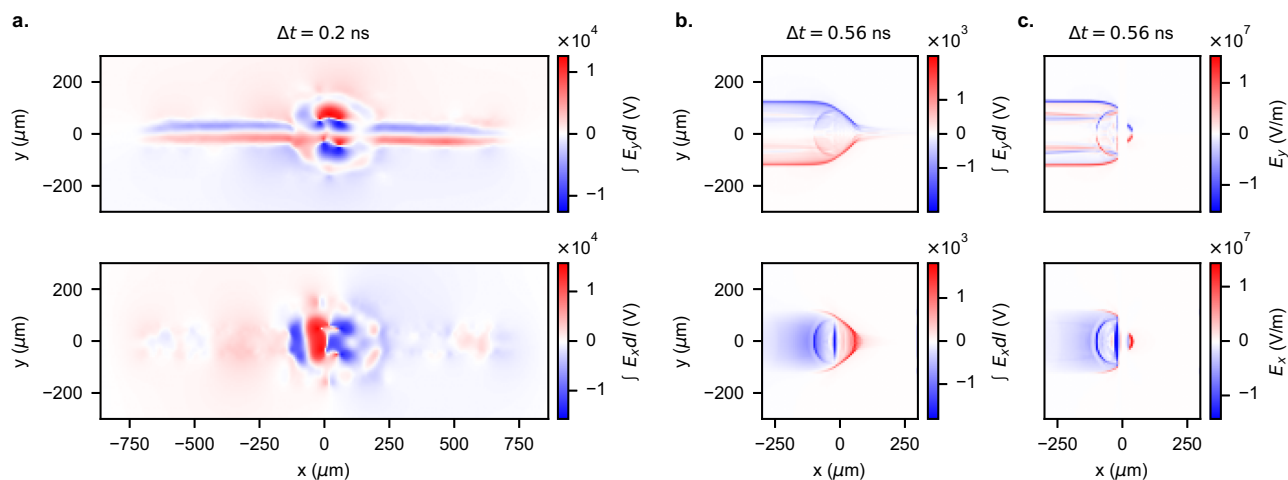 a.
Δt = 0.2 ns
×10⁴
200
0
−200
y (μm)
1
0
−1
∫ E_y dl (V)
×10⁴
200
0
−200
y (μm)
1
0
−1
∫ E_x dl (V)
−750 −500 −250 0 250 500 750
x (μm)
b.
Δt = 0.56 ns
×10³
200
0
−200
y (μm)
1
0
−1
∫ E_y dl (V)
×10³
200
0
−200
y (μm)
1
0
−1
∫ E_x dl (V)
−250 0 250
x (μm)
c.
Δt = 0.56 ns
×10⁷
1
0
−1
E_y (V/m)
×10⁷
1
0
−1
E_x (V/m)
−250 0 250
x (μm)